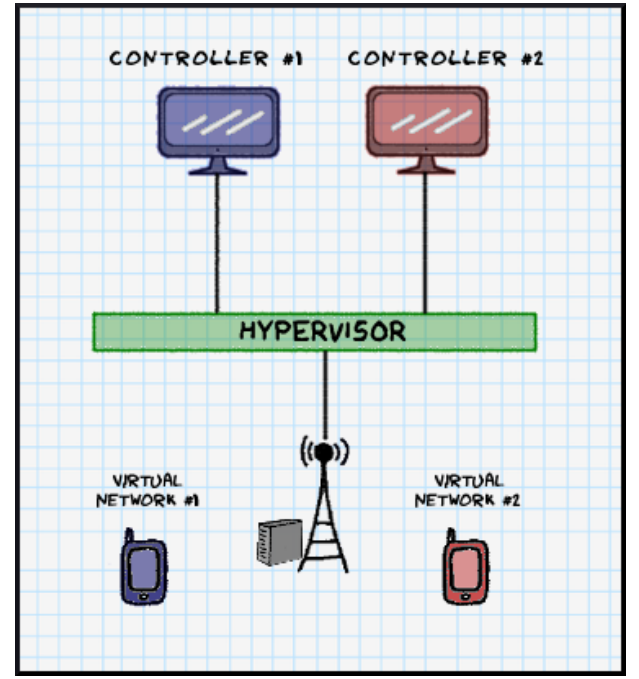 CONTROLLER #1
CONTROLLER #2
HYPERVISOR
VIRTUAL
NETWORK #1
VIRTUAL
NETWORK #2